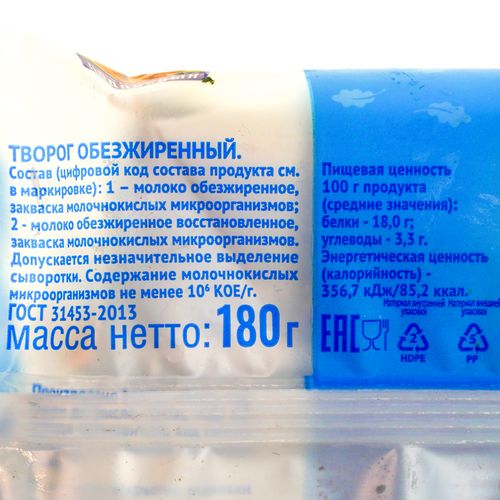 ТВОРОГ ОБЕЗЖИРЕННЫЙ.
Состав (цифровой код состава продукта см.
в маркировке): 1 – молоко обезжиренное,
закваска молочнокислых микроорганизмов;
2 - молоко обезжиренное восстановленное,
закваска молочнокислых микроорганизмов.
Допускается незначительное выделение
сыворотки. Содержание молочнокислых
микроорганизмов не менее 10⁶ КОЕ/г.
ГОСТ 31453-2013
масса нетто: 180 г
Пищевая ценность
100 г продукта
(средние значения):
белки - 18,0 г;
углеводы - 3,3 г.
Энергетическая ценность
(калорийность) -
356,7 кДж/85,2 ккал.
Материал внутренней упаковки
Материал внешней упаковки
EAC
2
HDPE
5
PP